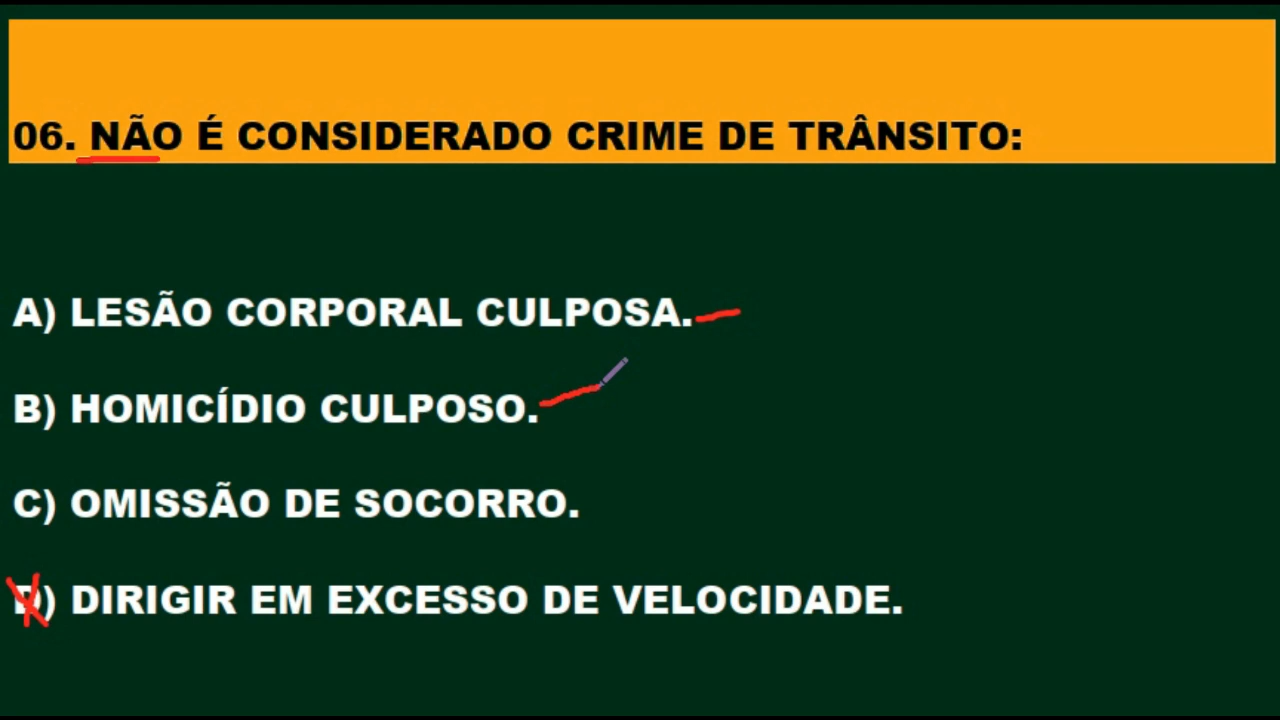 06. NÃO É CONSIDERADO CRIME DE TRÂNSITO:
A) LESÃO CORPORAL CULPOSA.
B) HOMICÍDIO CULPOSO.
C) OMISSÃO DE SOCORRO.
D) DIRIGIR EM EXCESSO DE VELOCIDADE.